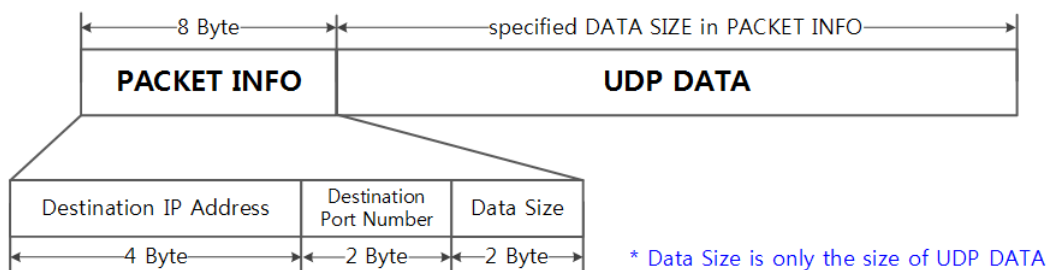 8 Byte
specified DATA SIZE in PACKET INFO
PACKET INFO
UDP DATA
Destination IP Address
Destination
Port Number
Data Size
4 Byte
2 Byte
2 Byte
* Data Size is only the size of UDP DATA